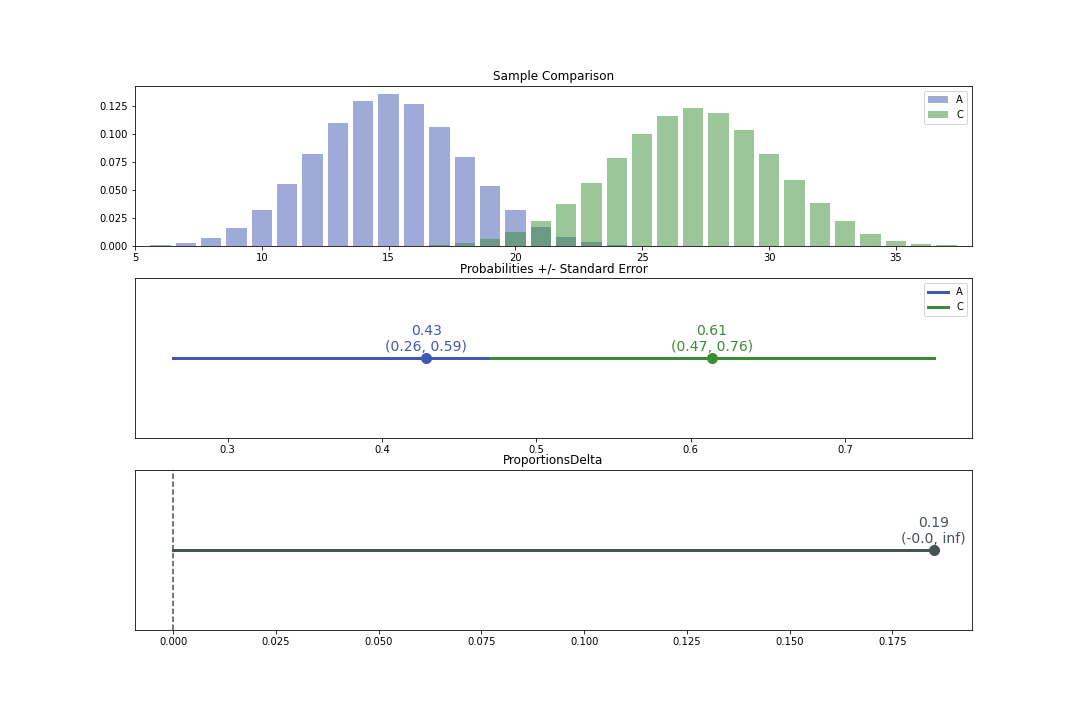 Sample Comparison
0.125
0.100
0.075
0.050
0.025
0.000
A
C
5 10 15 20 25 30 35
Probabilities +/- Standard Error
A
C
0.43
(0.26, 0.59)
0.61
(0.47, 0.76)
0.3 0.4 0.5 0.6 0.7
ProportionsDelta
0.19
(-0.0, inf)
0.000 0.025 0.050 0.075 0.100 0.125 0.150 0.175